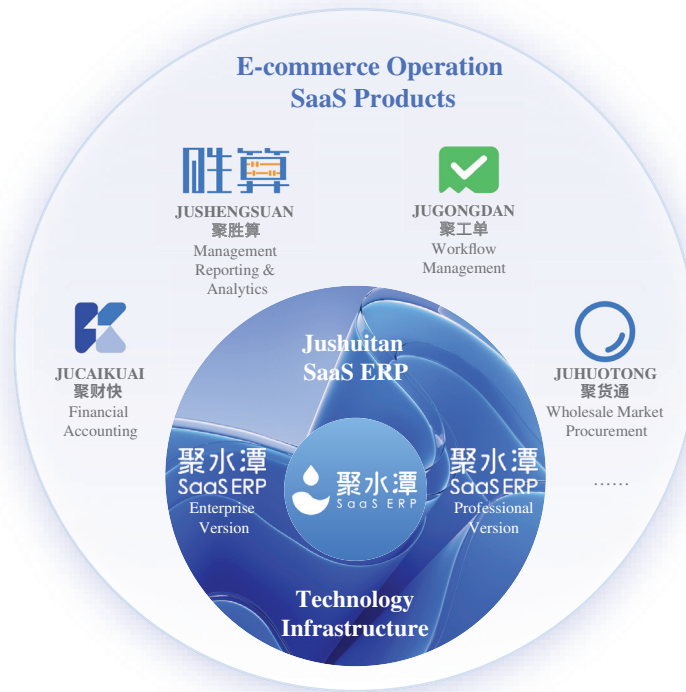 E-commerce Operation
SaaS Products
胜算
JUSHENGSUAN
聚胜算
Management
Reporting &
Analytics
JUGONGDAN
聚工单
Workflow
Management
JUCAIKUAI
聚财快
Financial
Accounting
JUHUOTONG
聚货通
Wholesale Market
Procurement
......
Jushuitan
SaaS ERP
聚水潭
SaaS ERP
Enterprise
Version
聚水潭
SaaS ERP
聚水潭
SaaS ERP
Professional
Version
Technology
Infrastructure